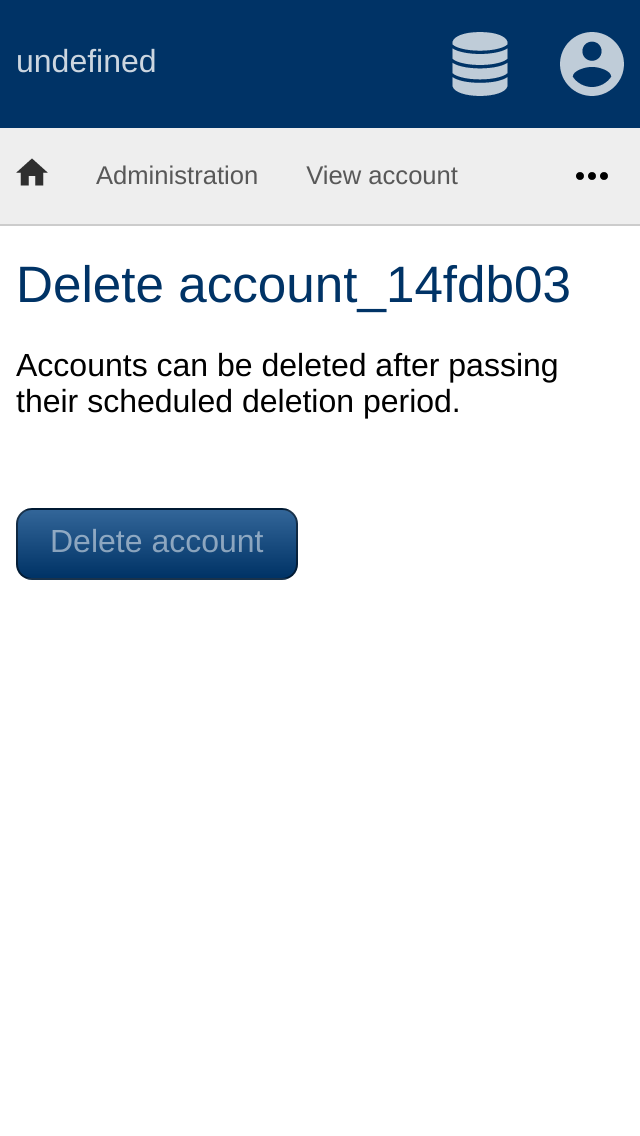 undefined
Administration View account
Delete account_14fdb03
Accounts can be deleted after passing
their scheduled deletion period.
Delete account